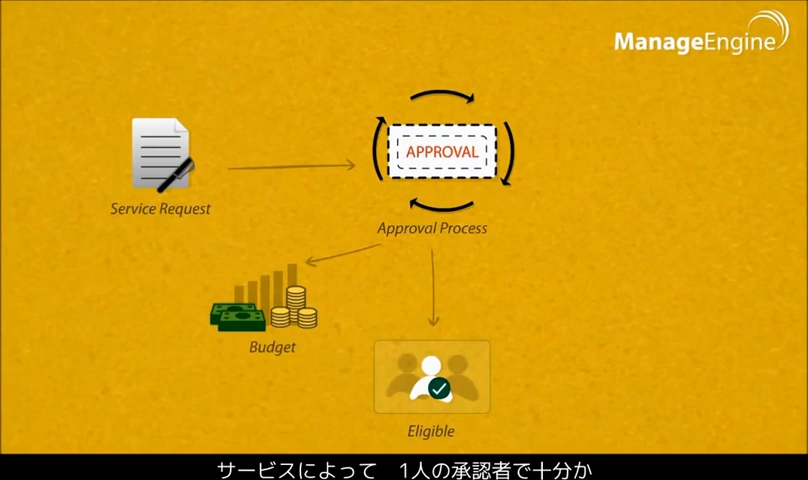 ManageEngine
APPROVAL
Service Request
Approval Process
Budget
Eligible
サービスによって　1人の承認者で十分か